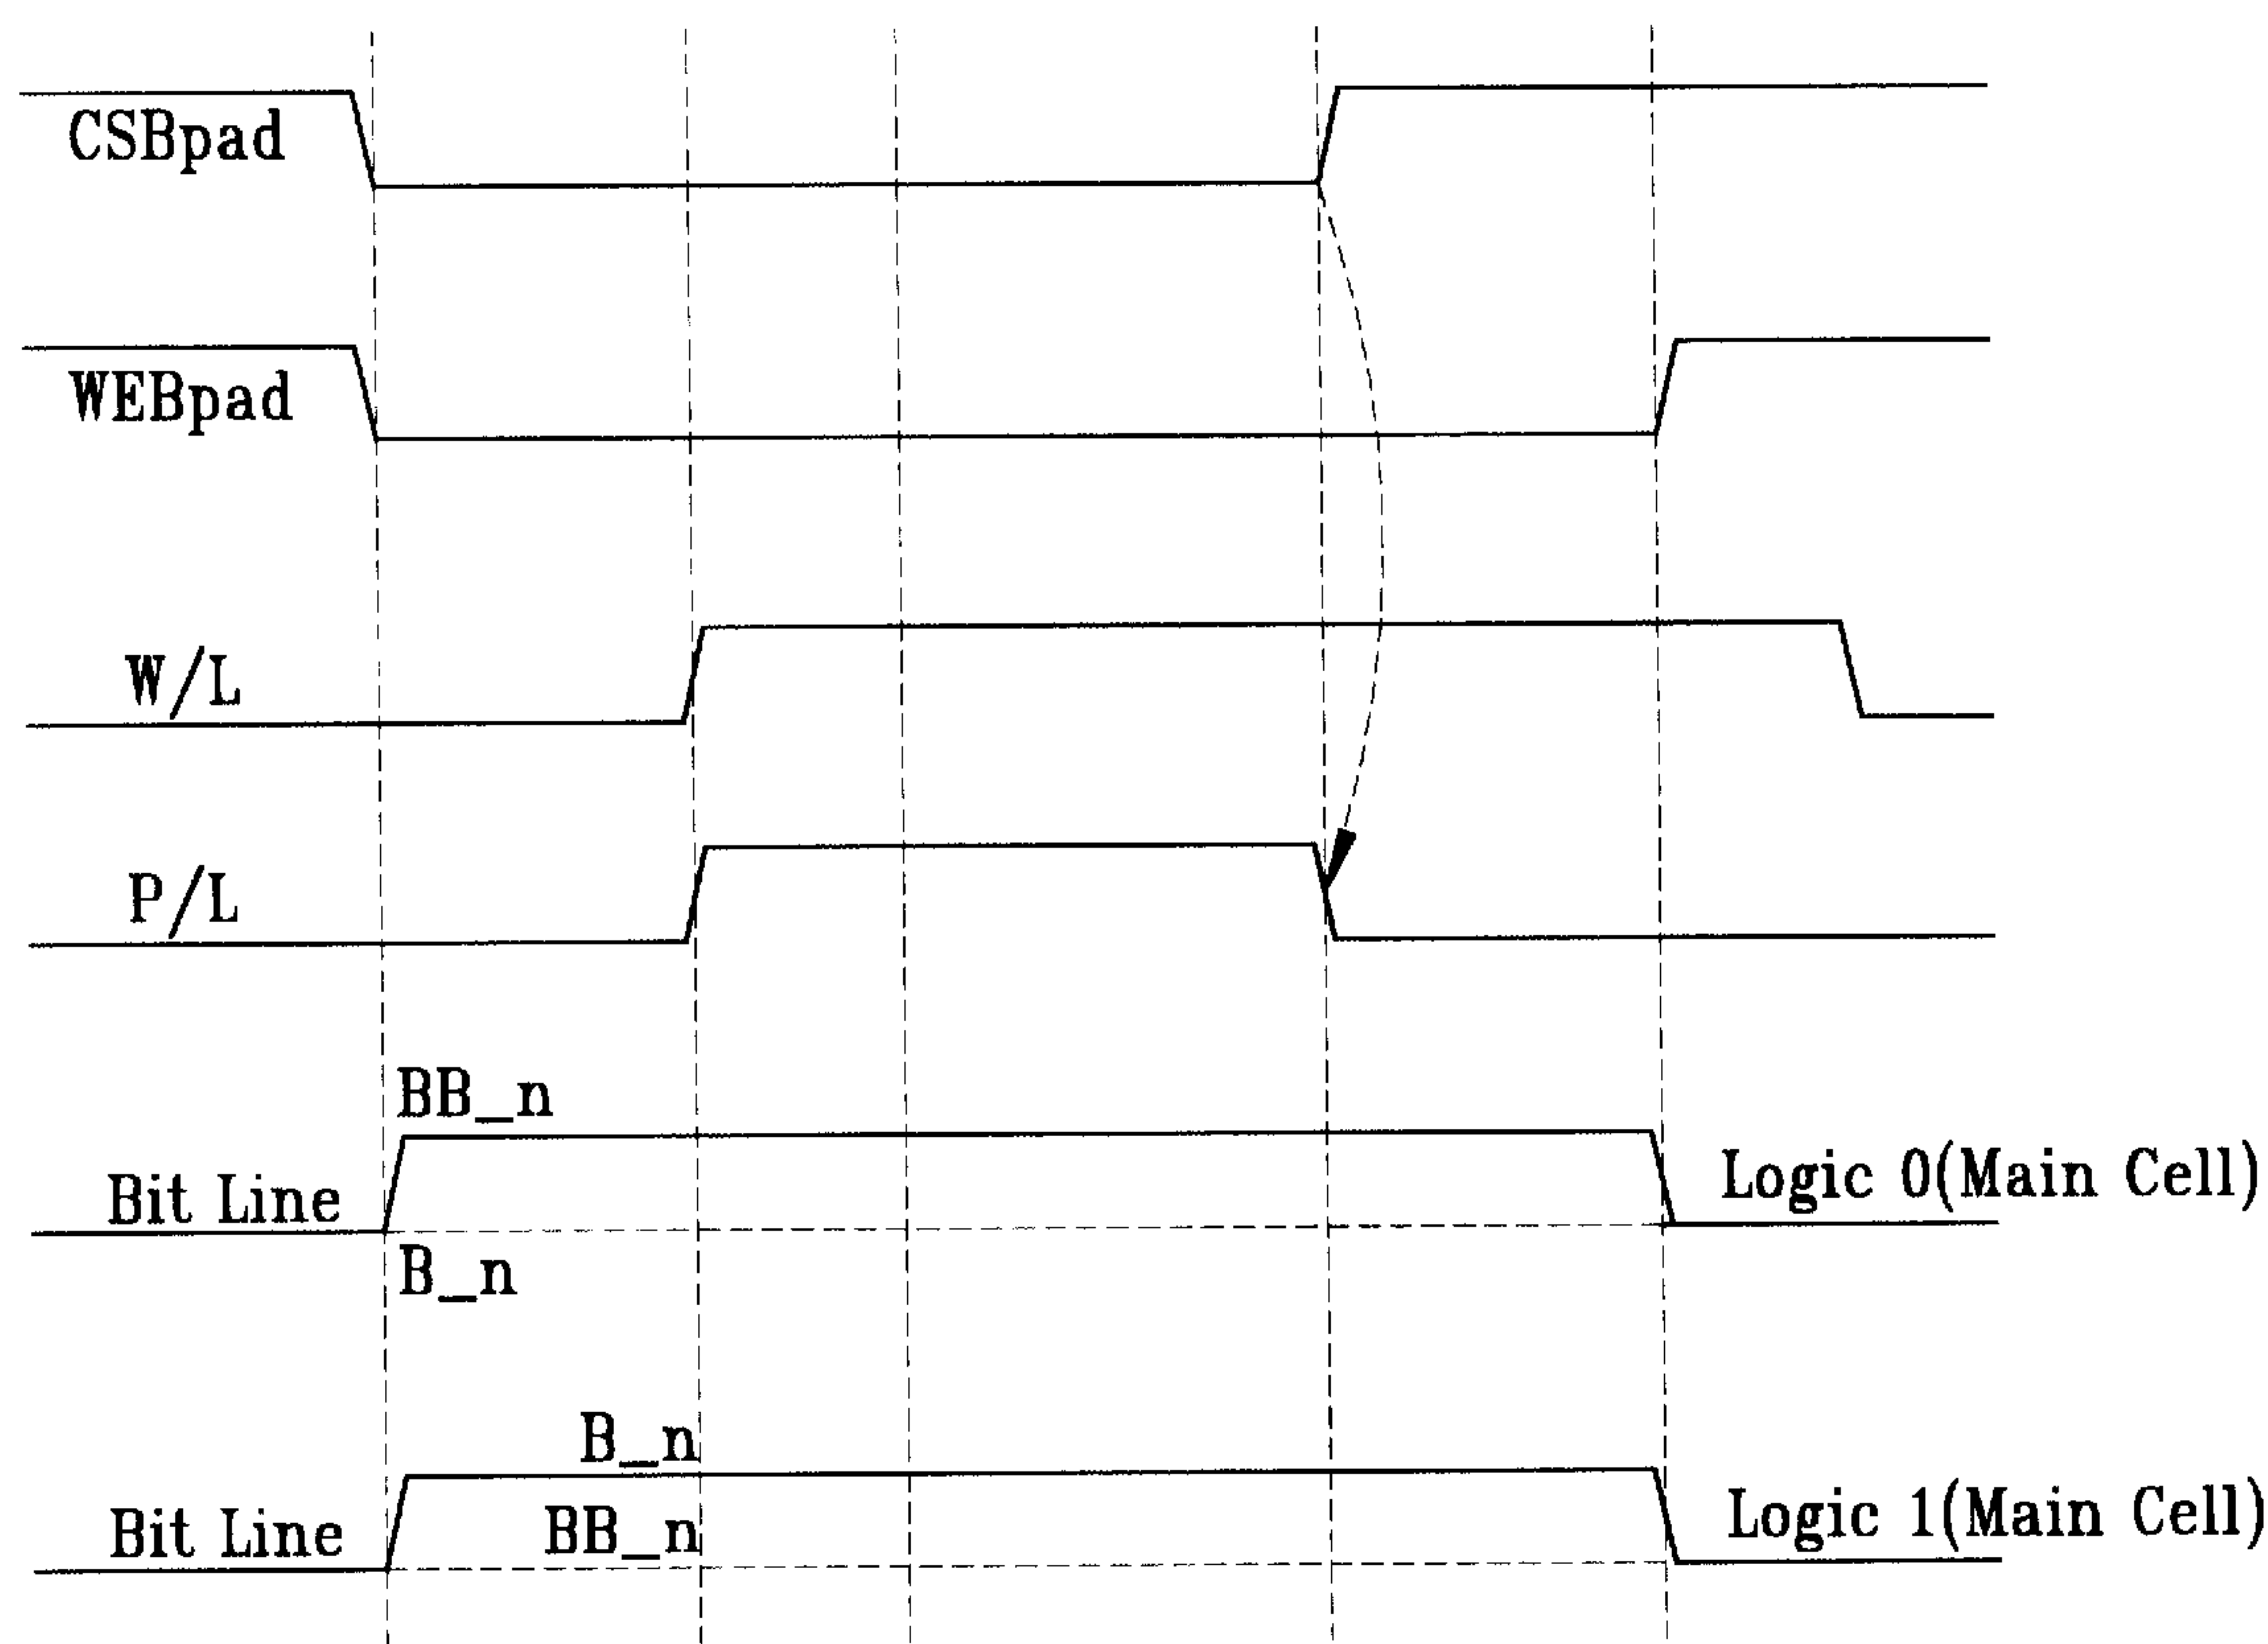 CSBpad
WEBpad
W/L
P/L
BB_n
Bit Line
Logic 0(Main Cell)
B_n
B_n
Bit Line
BB_n
Logic 1(Main Cell)